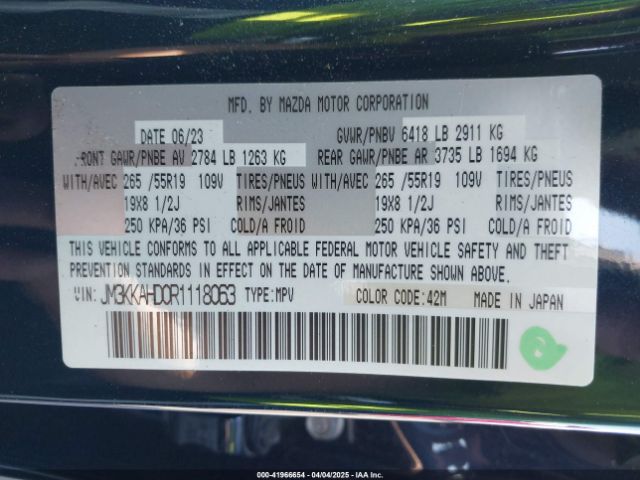 MFD. BY MAZDA MOTOR CORPORATION
DATE 06/23 GVWR/PNBV 6418 LB 2911 KG
FRONT GAWR/PNBE AV 2784 LB 1263 KG REAR GAWR/PNBE AR 3735 LB 1694 KG
WITH/AVEC 265 /55R19 109V TIRES/PNEUS WITH/AVEC 265 /55R19 109V TIRES/PNEUS
19X8 1/2J RIMS/JANTES 19X8 1/2J RIMS/JANTES
250 KPA/36 PSI COLD/A FROID 250 KPA/36 PSI COLD/A FROID
THIS VEHICLE CONFORMS TO ALL APPLICABLE FEDERAL MOTOR VEHICLE SAFETY AND THEFT
PREVENTION STANDARDS IN EFFECT ON THE DATE OF MANUFACTURE SHOWN ABOVE.
VIN: JM3KKAHD0R1118063 TYPE:MPV COLOR CODE:42M MADE IN JAPAN
000-41966654 - 04/04/2025 - IAA Inc.